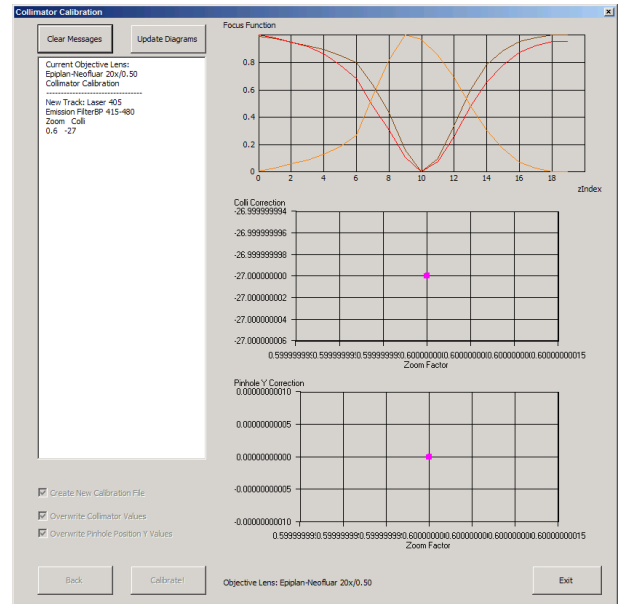 Collimator Calibration
Clear Messages
Update Diagrams
Current Objective Lens:
Epiplan-Neofluar 20x/0.50
Collimator Calibration
--------------------------------
New Track: Laser 405
Emission FilterBP 415-480
Zoom Colli
0.6 -27
Create New Calibration File
Overwrite Collimator Values
Overwrite Pinhole Position Y Values
Back
Calibrate!
Focus Function
0.8
0.6
0.4
0.2
0
0 2 4 6 8 10 12 14 16 18
zIndex
Colli Correction
-26.999999994
-26.999999996
-26.999999998
-27.000000000
-27.000000002
-27.000000004
-27.000000006
Zoom Factor
Pinhole Y Correction
0.00000000010
0.00000000005
0.00000000000
-0.00000000005
-0.00000000010
Zoom Factor
Objective Lens: Epiplan-Neofluar 20x/0.50
Exit